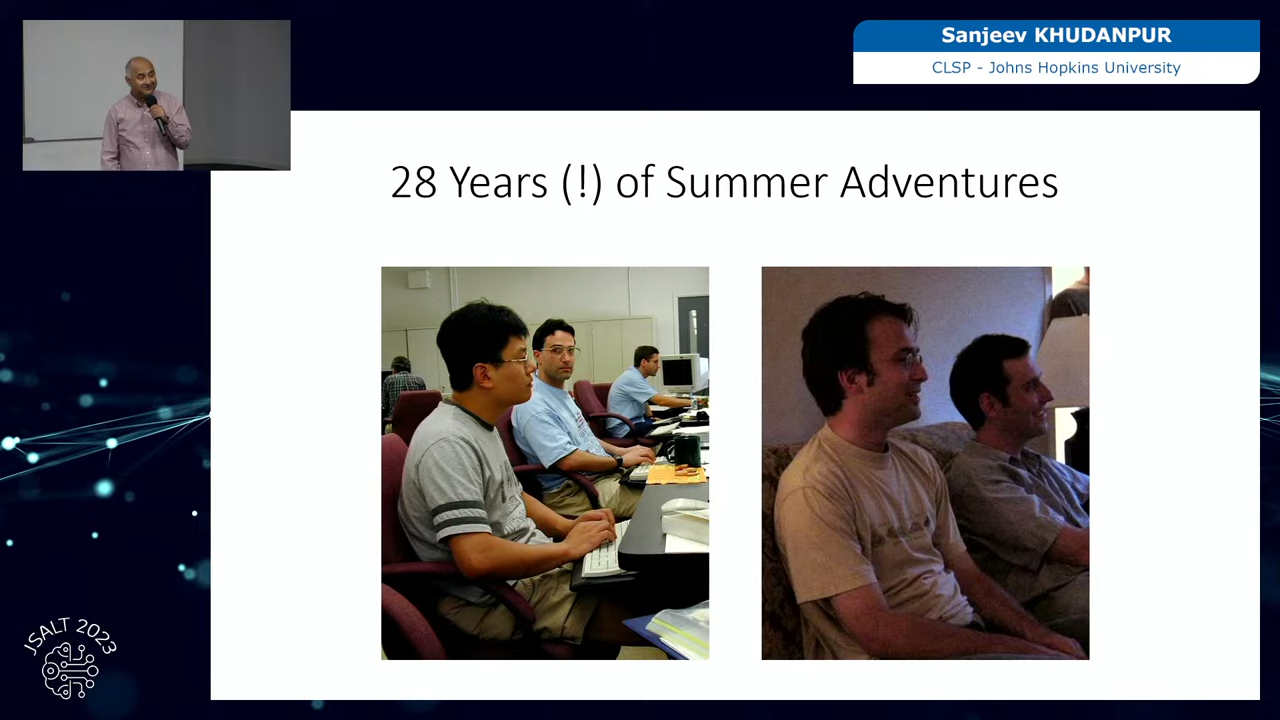 Sanjeev KHUDANPUR
CLSP - Johns Hopkins University
28 Years (!) of Summer Adventures
JSALT 2023